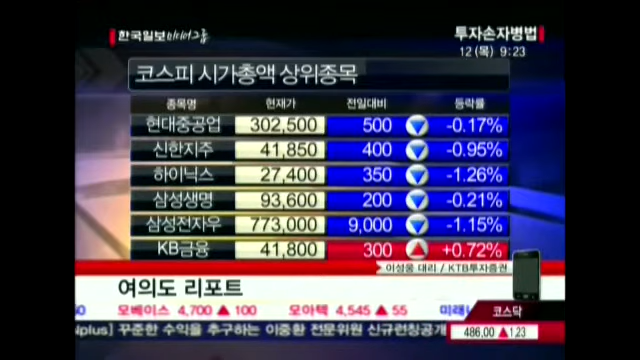 한국일보 미디어그룹
투자손자병법
12 (목) 9:23
코스피 시가총액 상위종목
종목명 현재가 전일대비 등락률
현대중공업 302,500 500 ▼ -0.17%
신한지주 41,850 400 ▼ -0.95%
하이닉스 27,400 350 ▼ -1.26%
삼성생명 93,600 200 ▼ -0.21%
삼성전자우 773,000 9,000 ▼ -1.15%
KB금융 41,800 300 ▲ +0.72%
이성웅 대리 / KTB투자증권
여의도 리포트
모베이스 4,700 ▲ 100 모아텍 4,545 ▲ 55 미래나
코스닥
plus] 꾸준한 수익을 추구하는 이중환 전문위원 신규런칭공개
486.00 ▲ 1.23